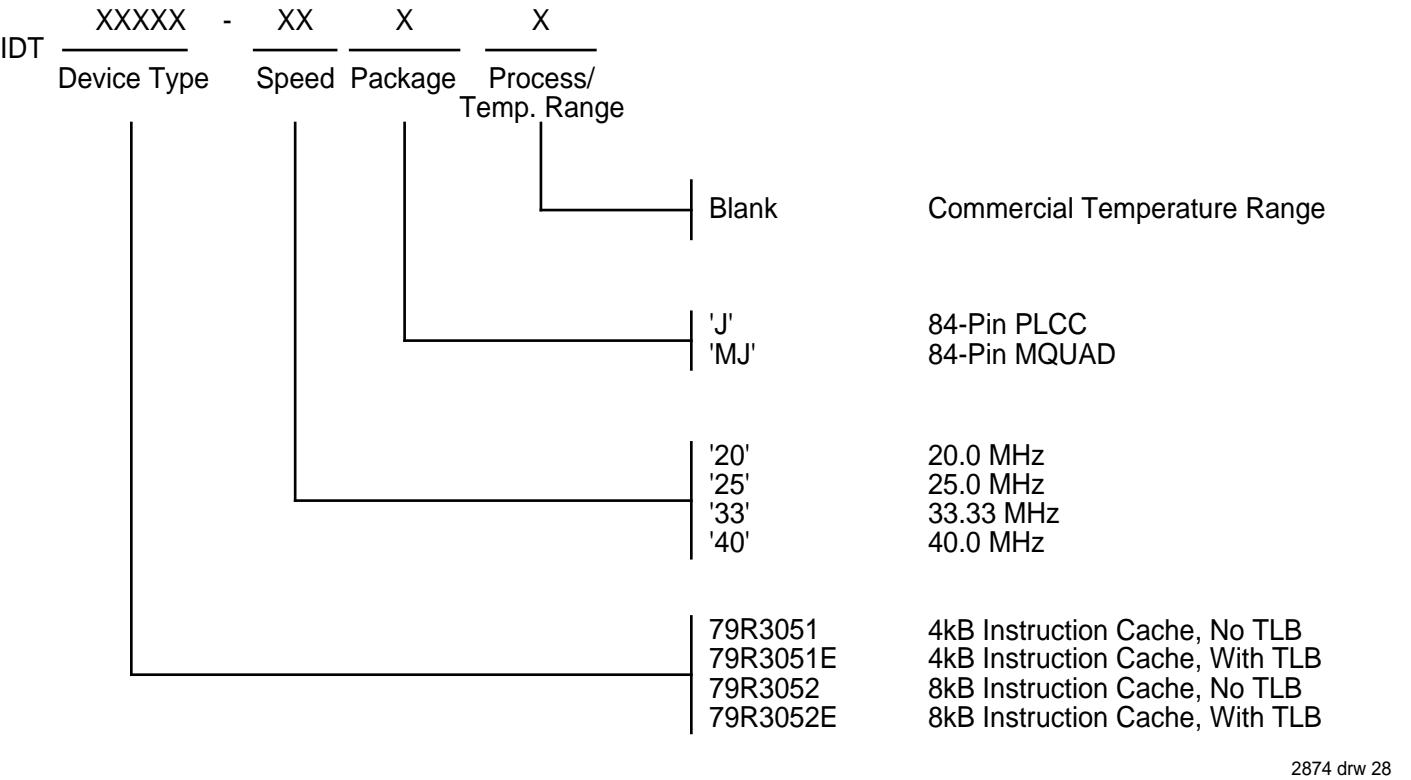 XXXXX - XX X X
IDT
Device Type Speed Package Process/
Temp. Range
Blank Commercial Temperature Range
'J' 84-Pin PLCC
'MJ' 84-Pin MQUAD
'20' 20.0 MHz
'25' 25.0 MHz
'33' 33.33 MHz
'40' 40.0 MHz
79R3051 4kB Instruction Cache, No TLB
79R3051E 4kB Instruction Cache, With TLB
79R3052 8kB Instruction Cache, No TLB
79R3052E 8kB Instruction Cache, With TLB
2874 drw 28